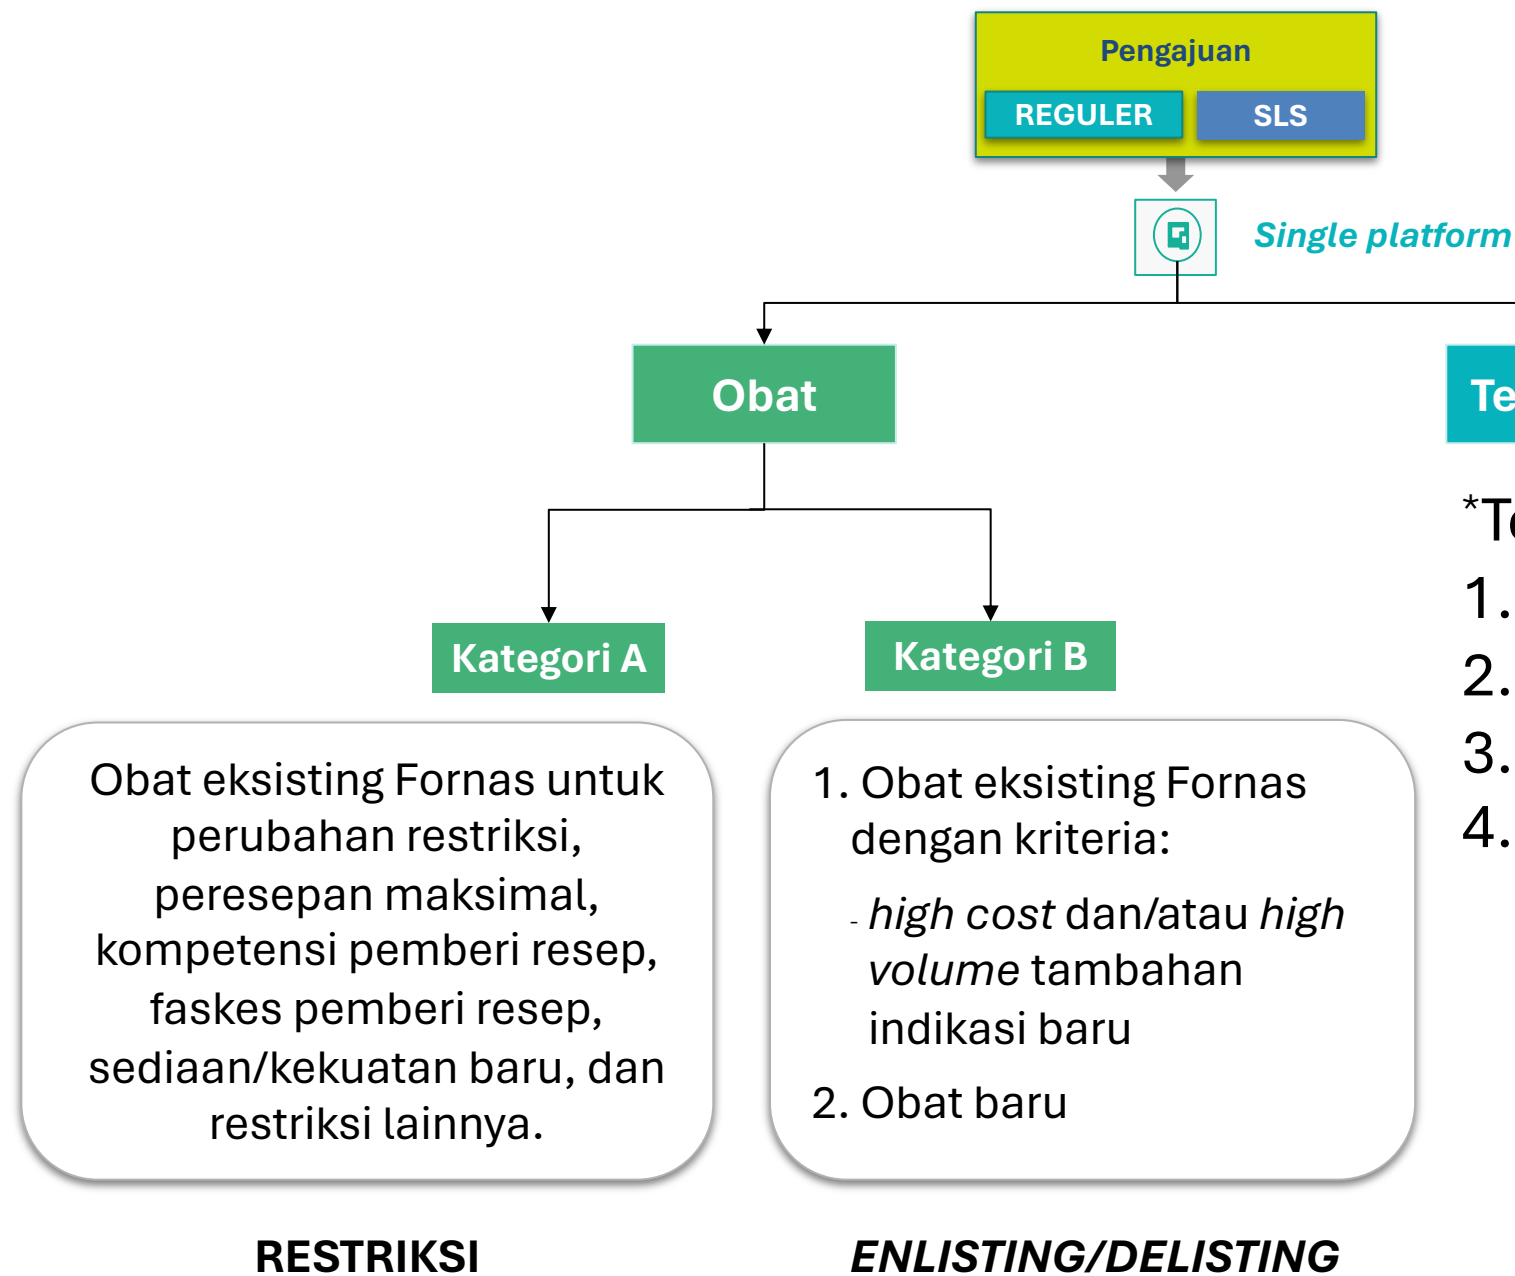 Pengajuan
REGULER
SLS
Single platform
Obat
Kategori A
Kategori B
Obat eksisting Fornas untuk
perubahan restriksi,
peresepan maksimal,
kompetensi pemberi resep,
faskes pemberi resep,
sediaan/kekuatan baru, dan
restriksi lainnya.
RESTRIKSI
1. Obat eksisting Fornas
dengan kriteria:
- high cost dan/atau high
volume tambahan
indikasi baru
2. Obat baru
ENLISTING/DELISTING
1.
2.
3.
4.